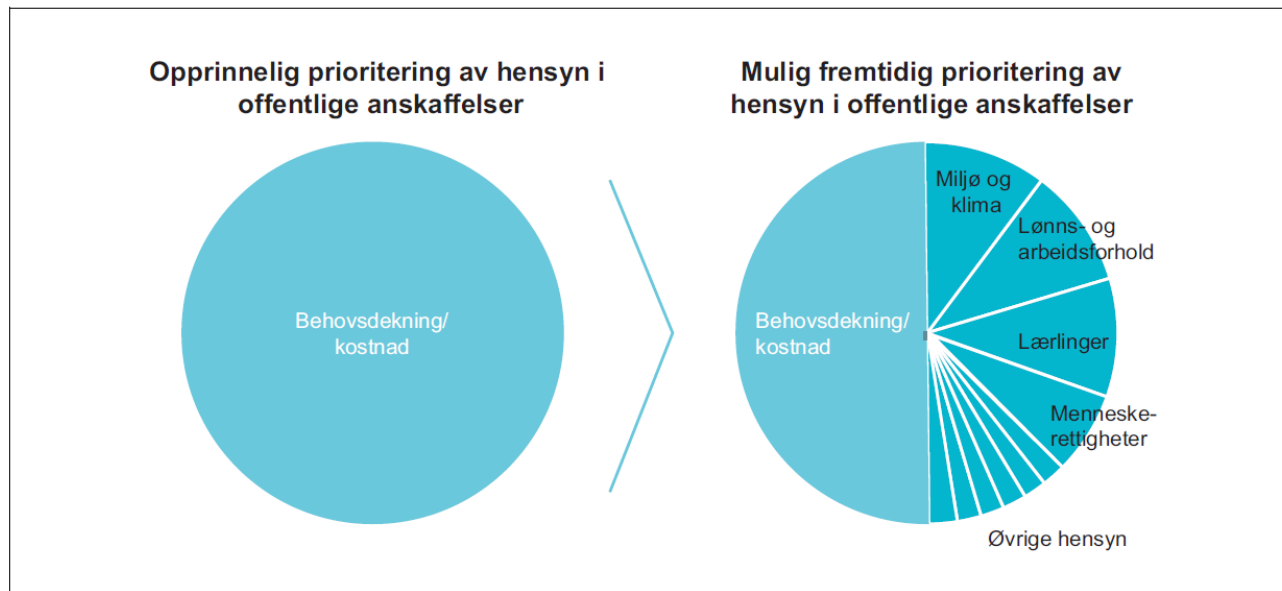 Opprinnelig prioritering av hensyn i
offentlige anskaffelser
Behovsdekning/
kostnad
Mulig fremtidig prioritering av
hensyn i offentlige anskaffelser
Behovsdekning/
kostnad
Miljø og
klima
Lønns- og
arbeidsforhold
Lærlinger
Menneske-
rettigheter
Øvrige hensyn